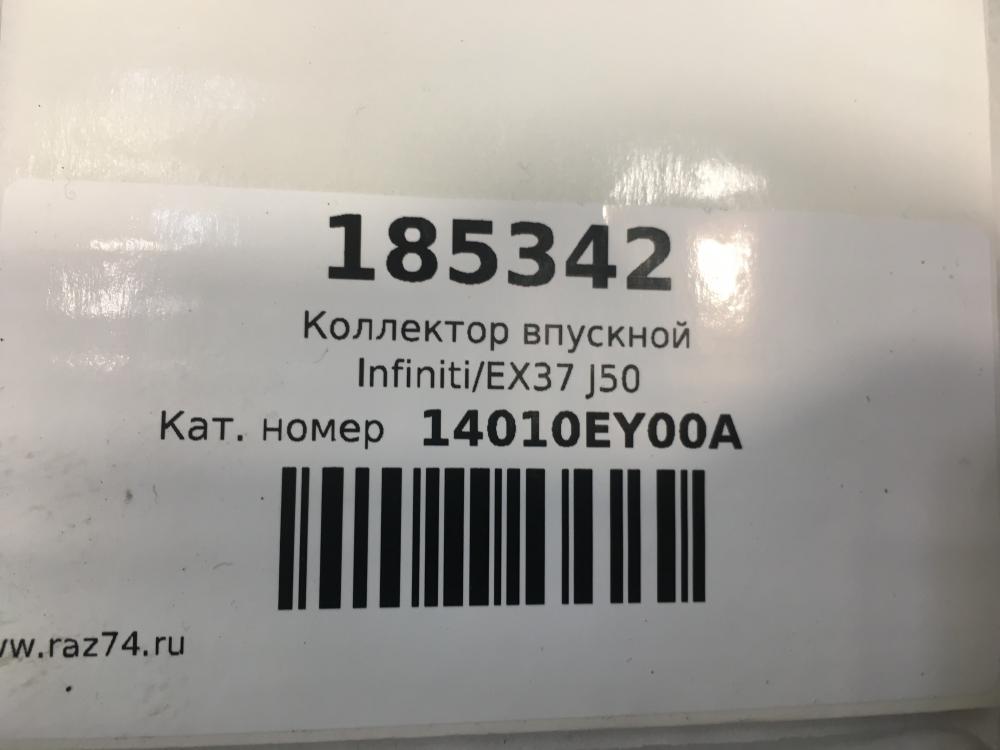 185342
Коллектор впускной
Infiniti/EX37 J50
Кат. номер 14010EY00A
w.raz74.ru